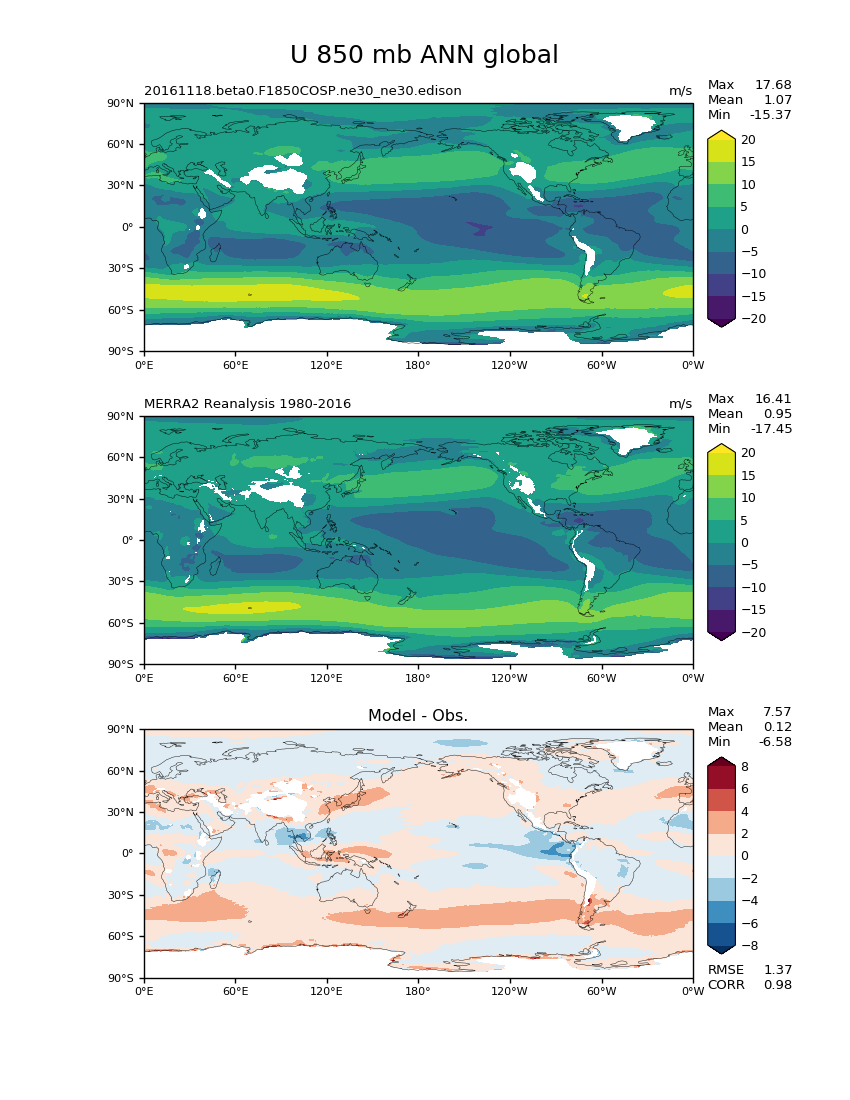 U 850 mb ANN global
20161118.beta0.F1850COSP.ne30_ne30.edison m/s
Max 17.68
Mean 1.07
Min -15.37
90°N
60°N
30°N
0°
30°S
60°S
90°S
0°E 60°E 120°E 180° 120°W 60°W 0°W
20
15
10
5
0
−5
−10
−15
−20
MERRA2 Reanalysis 1980-2016 m/s
Max 16.41
Mean 0.95
Min -17.45
90°N
60°N
30°N
0°
30°S
60°S
90°S
0°E 60°E 120°E 180° 120°W 60°W 0°W
20
15
10
5
0
−5
−10
−15
−20
Model - Obs.
Max 7.57
Mean 0.12
Min -6.58
90°N
60°N
30°N
0°
30°S
60°S
90°S
0°E 60°E 120°E 180° 120°W 60°W 0°W
8
6
4
2
0
−2
−4
−6
−8
RMSE 1.37
CORR 0.98